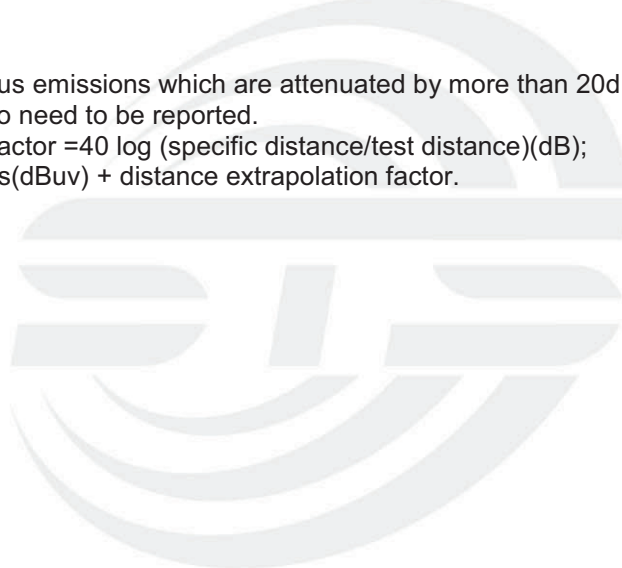 us emissions which are attenuated by more than 20d
o need to be reported.
actor =40 log (specific distance/test distance)(dB);
s(dBuv) + distance extrapolation factor.
STS